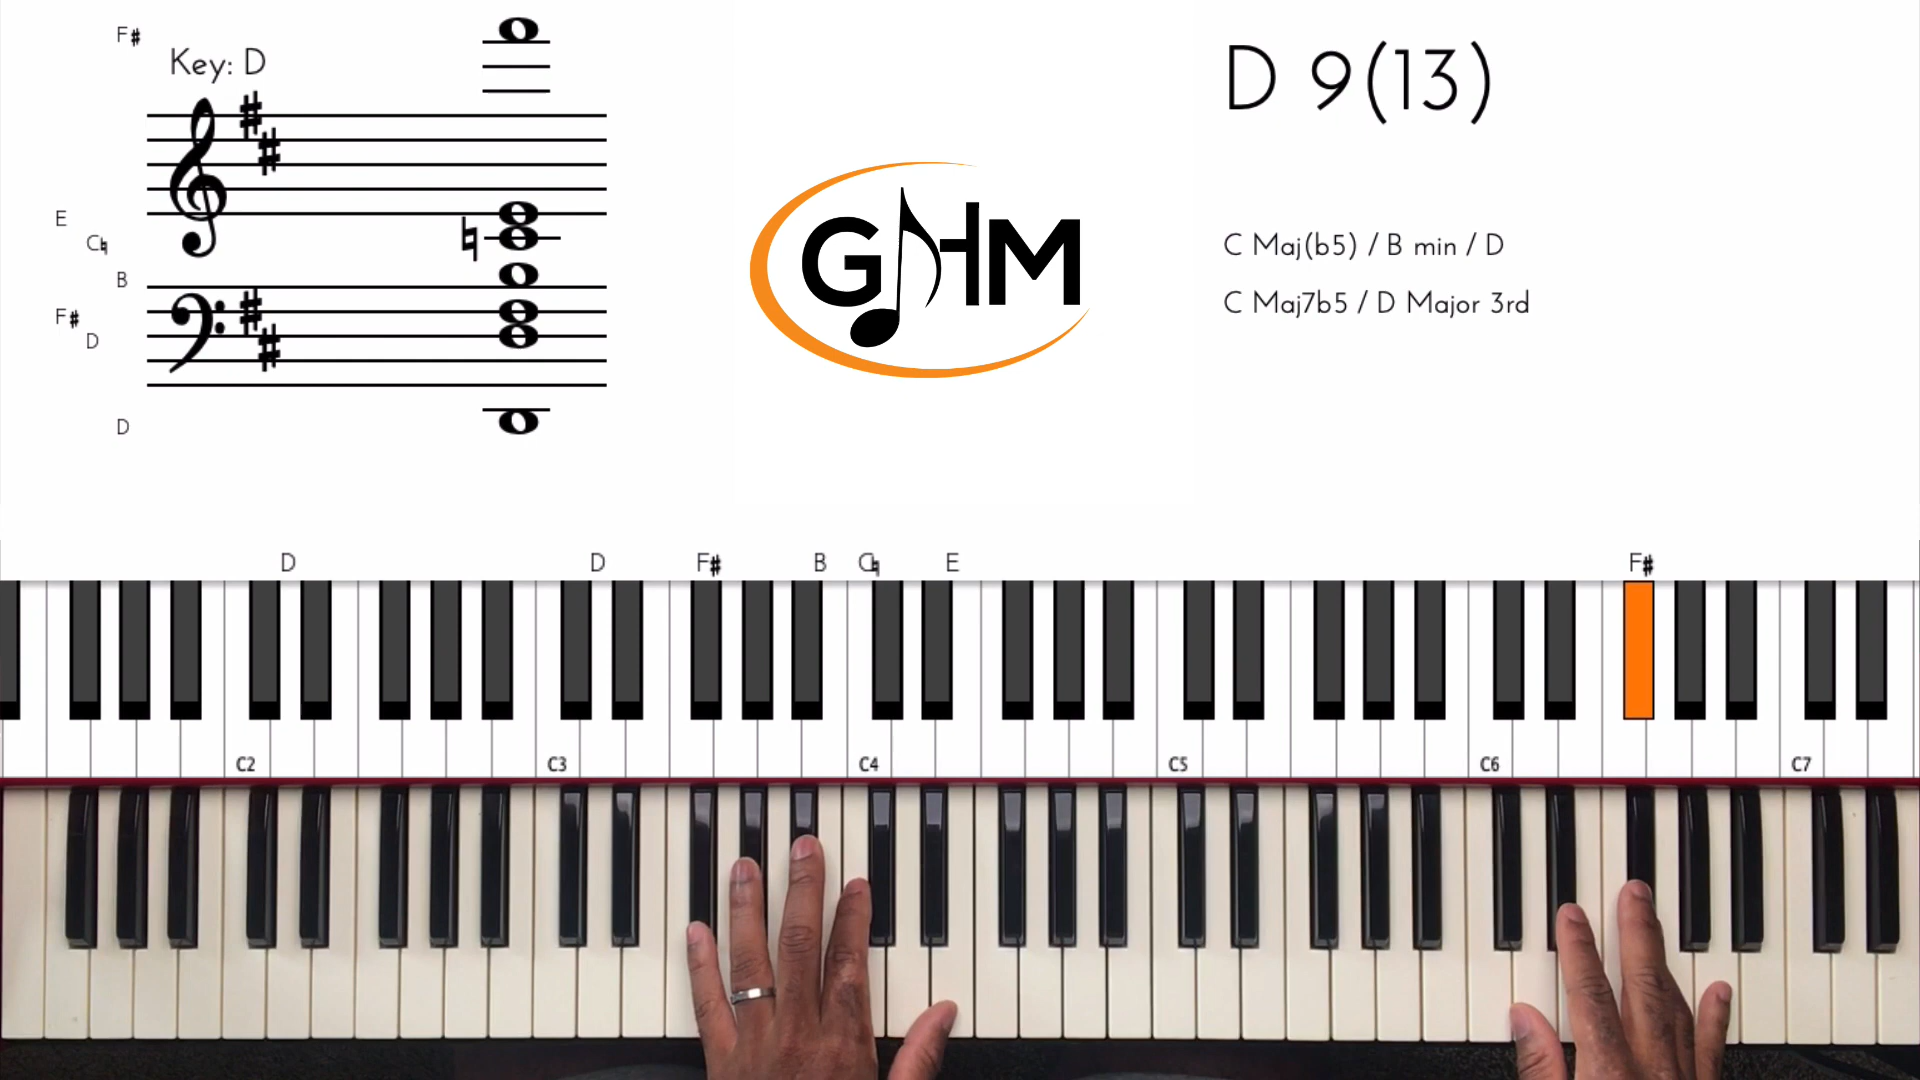 F♯
Key: D
E
C♮
B
F♯
D
D
D 9(13)
GHM
C Maj(b5) / B min / D
C Maj7b5 / D Major 3rd
D D F♯ B C♮ E F♯
C2 C3 C4 C5 C6 C7